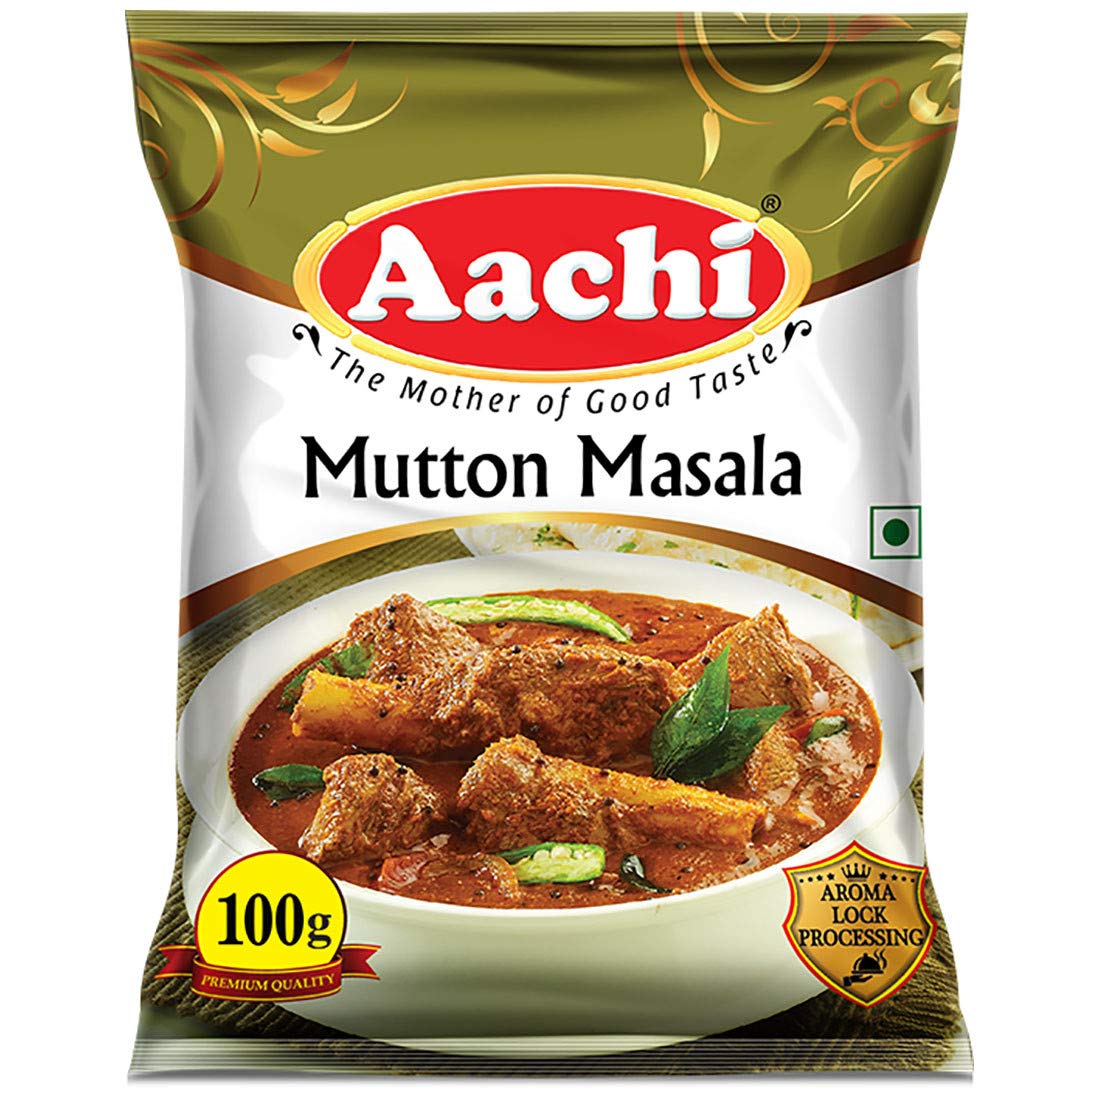 Aachi®
The Mother of Good Taste
Mutton Masala
100g
PREMIUM QUALITY
AROMA
LOCK
PROCESSING